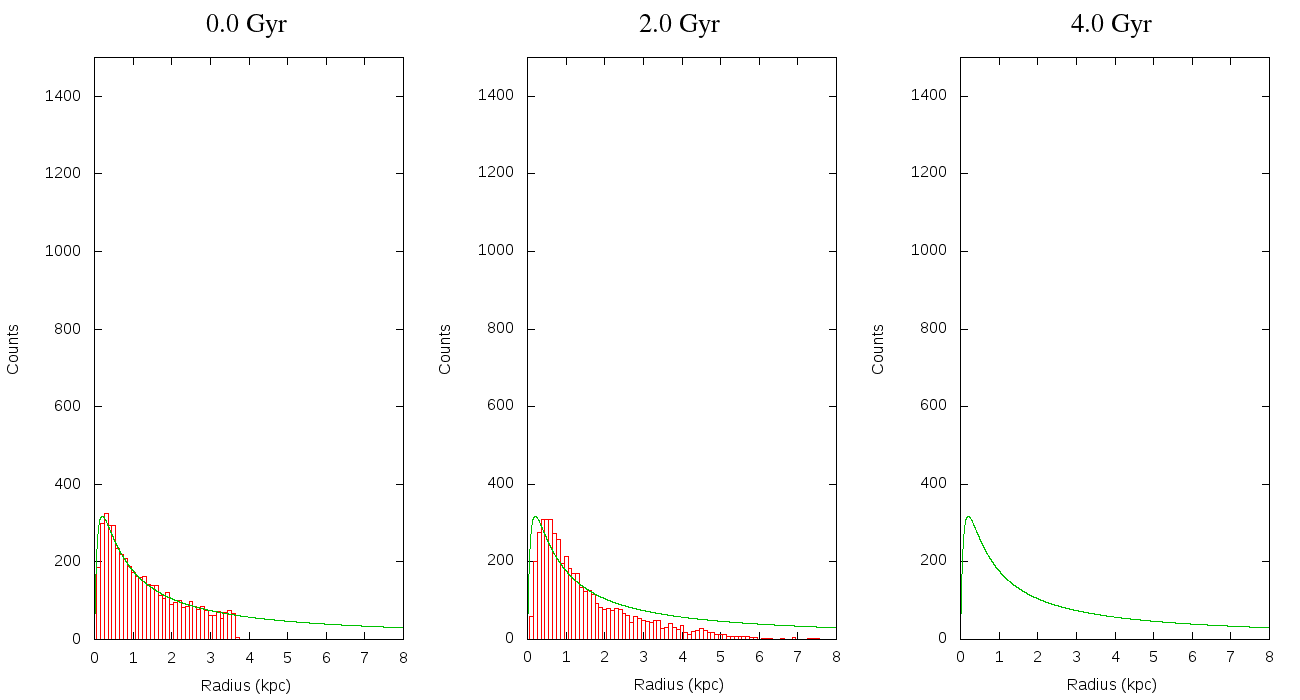 0.0 Gyr 2.0 Gyr 4.0 Gyr
1400 1400 1400
1200 1200 1200
1000 1000 1000
800 800 800
Counts Counts Counts
600 600 600
400 400 400
200 200 200
0 0 0
0 1 2 3 4 5 6 7 8 0 1 2 3 4 5 6 7 8 0 1 2 3 4 5 6 7 8
Radius (kpc) Radius (kpc) Radius (kpc)